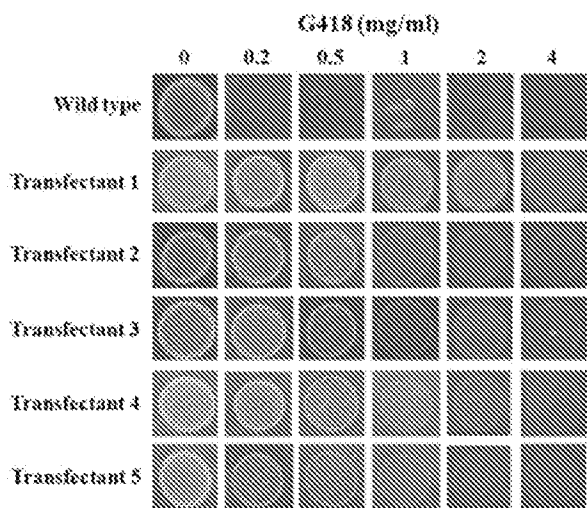 G418 (mg/ml)
0 0.2 0.5 1 2 4
Wild type
Transfectant 1
Transfectant 2
Transfectant 3
Transfectant 4
Transfectant 5